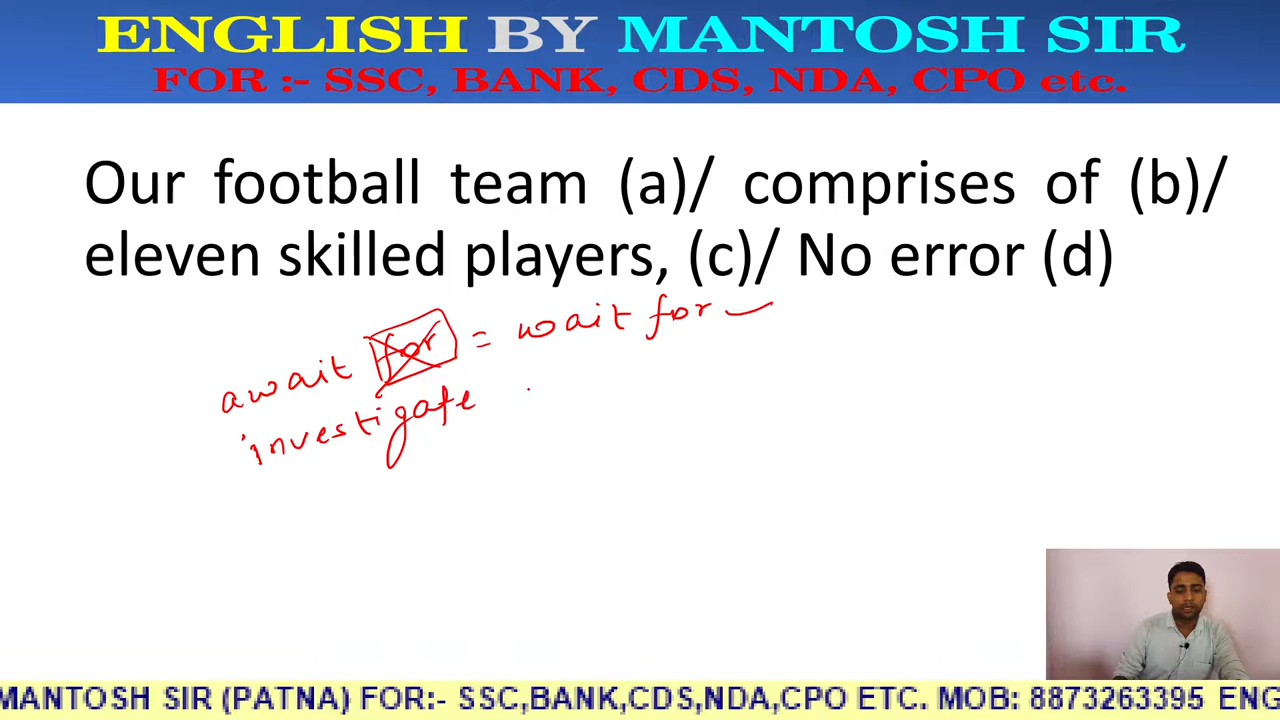 ENGLISH BY MANTOSH SIR
FOR :- SSC, BANK, CDS, NDA, CPO etc.
Our football team (a)/ comprises of (b)/
eleven skilled players, (c)/ No error (d)
await for = wait for
investigate
MANTOSH SIR (PATNA) FOR:- SSC,BANK,CDS,NDA,CPO ETC. MOB: 8873263395 ENG